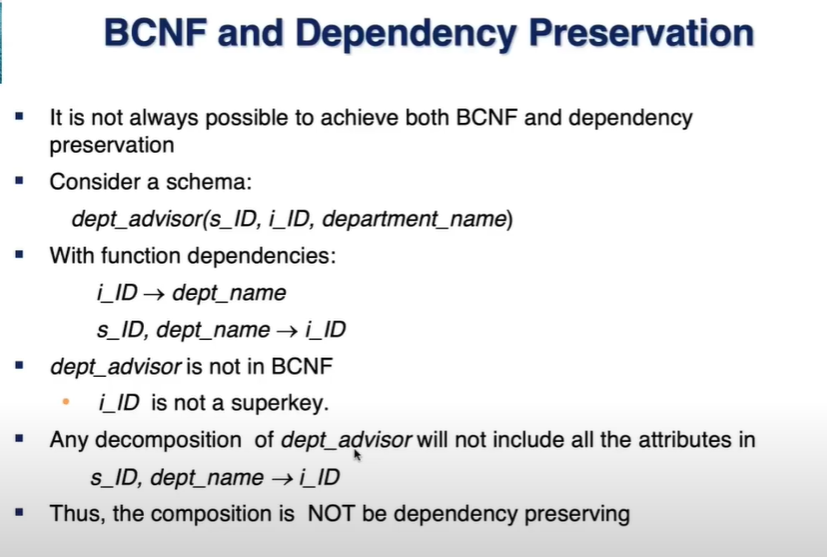 BCNF and Dependency Preservation
It is not always possible to achieve both BCNF and dependency
preservation
Consider a schema:
dept_advisor(s_ID, i_ID, department_name)
With function dependencies:
i_ID → dept_name
s_ID, dept_name → i_ID
dept_advisor is not in BCNF
i_ID is not a superkey.
Any decomposition of dept_advisor will not include all the attributes in
s_ID, dept_name → i_ID
Thus, the composition is NOT be dependency preserving